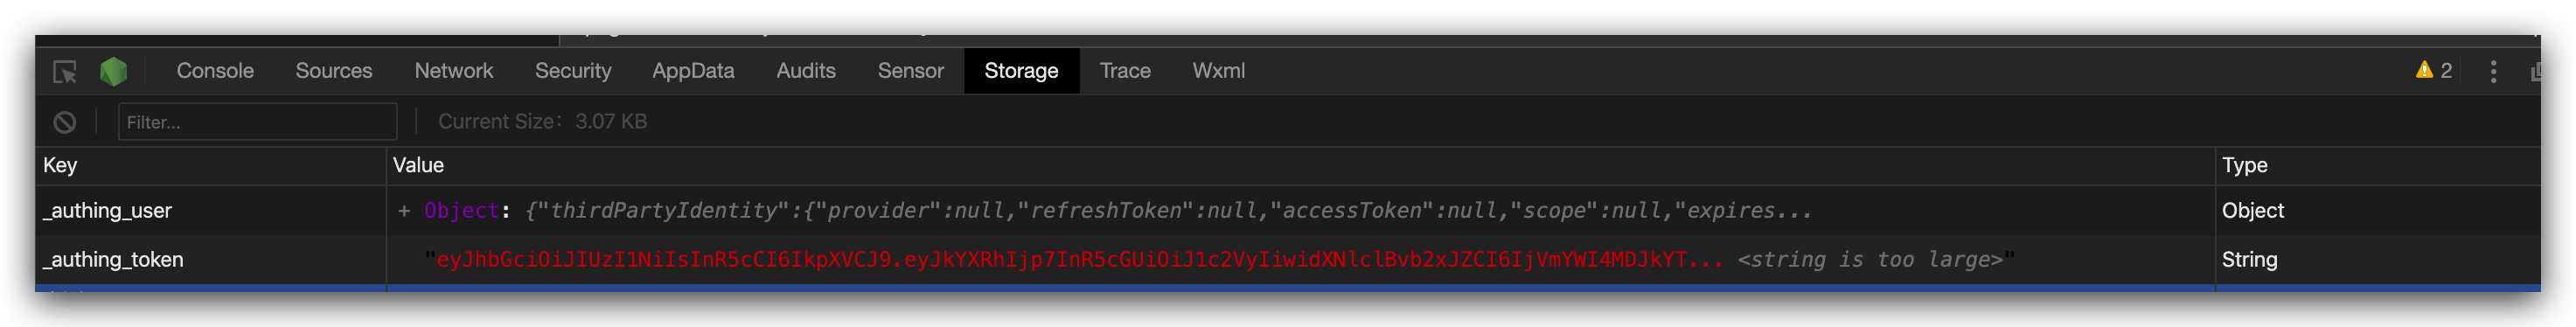 Console Sources Network Security AppData Audits Sensor Storage Trace Wxml 2
Filter... Current Size: 3.07 KB
Key Value Type
_authing_user + Object: {"thirdPartyIdentity":{"provider":null,"refreshToken":null,"accessToken":null,"scope":null,"expires... Object
_authing_token "eyJhbGciOiJIUzI1NiIsInR5cCI6IkpXVCJ9.eyJkYXRhIjp7InR5cGUiOiJ1c2VyIiwidXNlclBvb2xJZCI6IjVmYWI4MDJkYT... <string is too large>" String